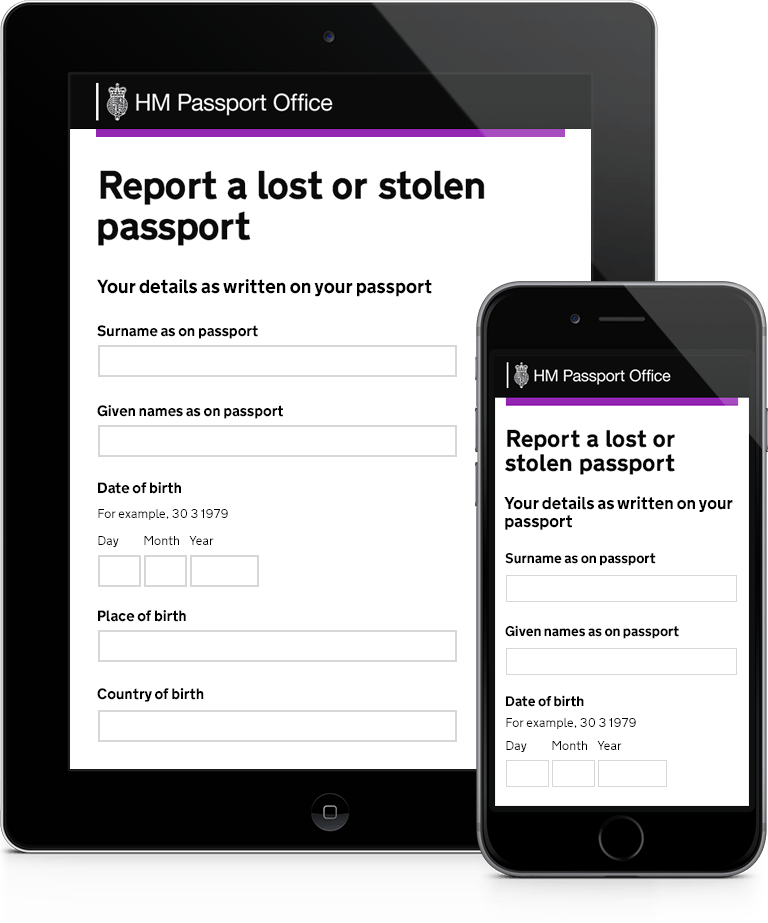 HM Passport Office
Report a lost or stolen
passport
Your details as written on your passport
Surname as on passport
Given names as on passport
Date of birth
For example, 30 3 1979
Day Month Year
Place of birth
Country of birth
HM Passport Office
Report a lost or
stolen passport
Your details as written on your
passport
Surname as on passport
Given names as on passport
Date of birth
For example, 30 3 1979
Day Month Year